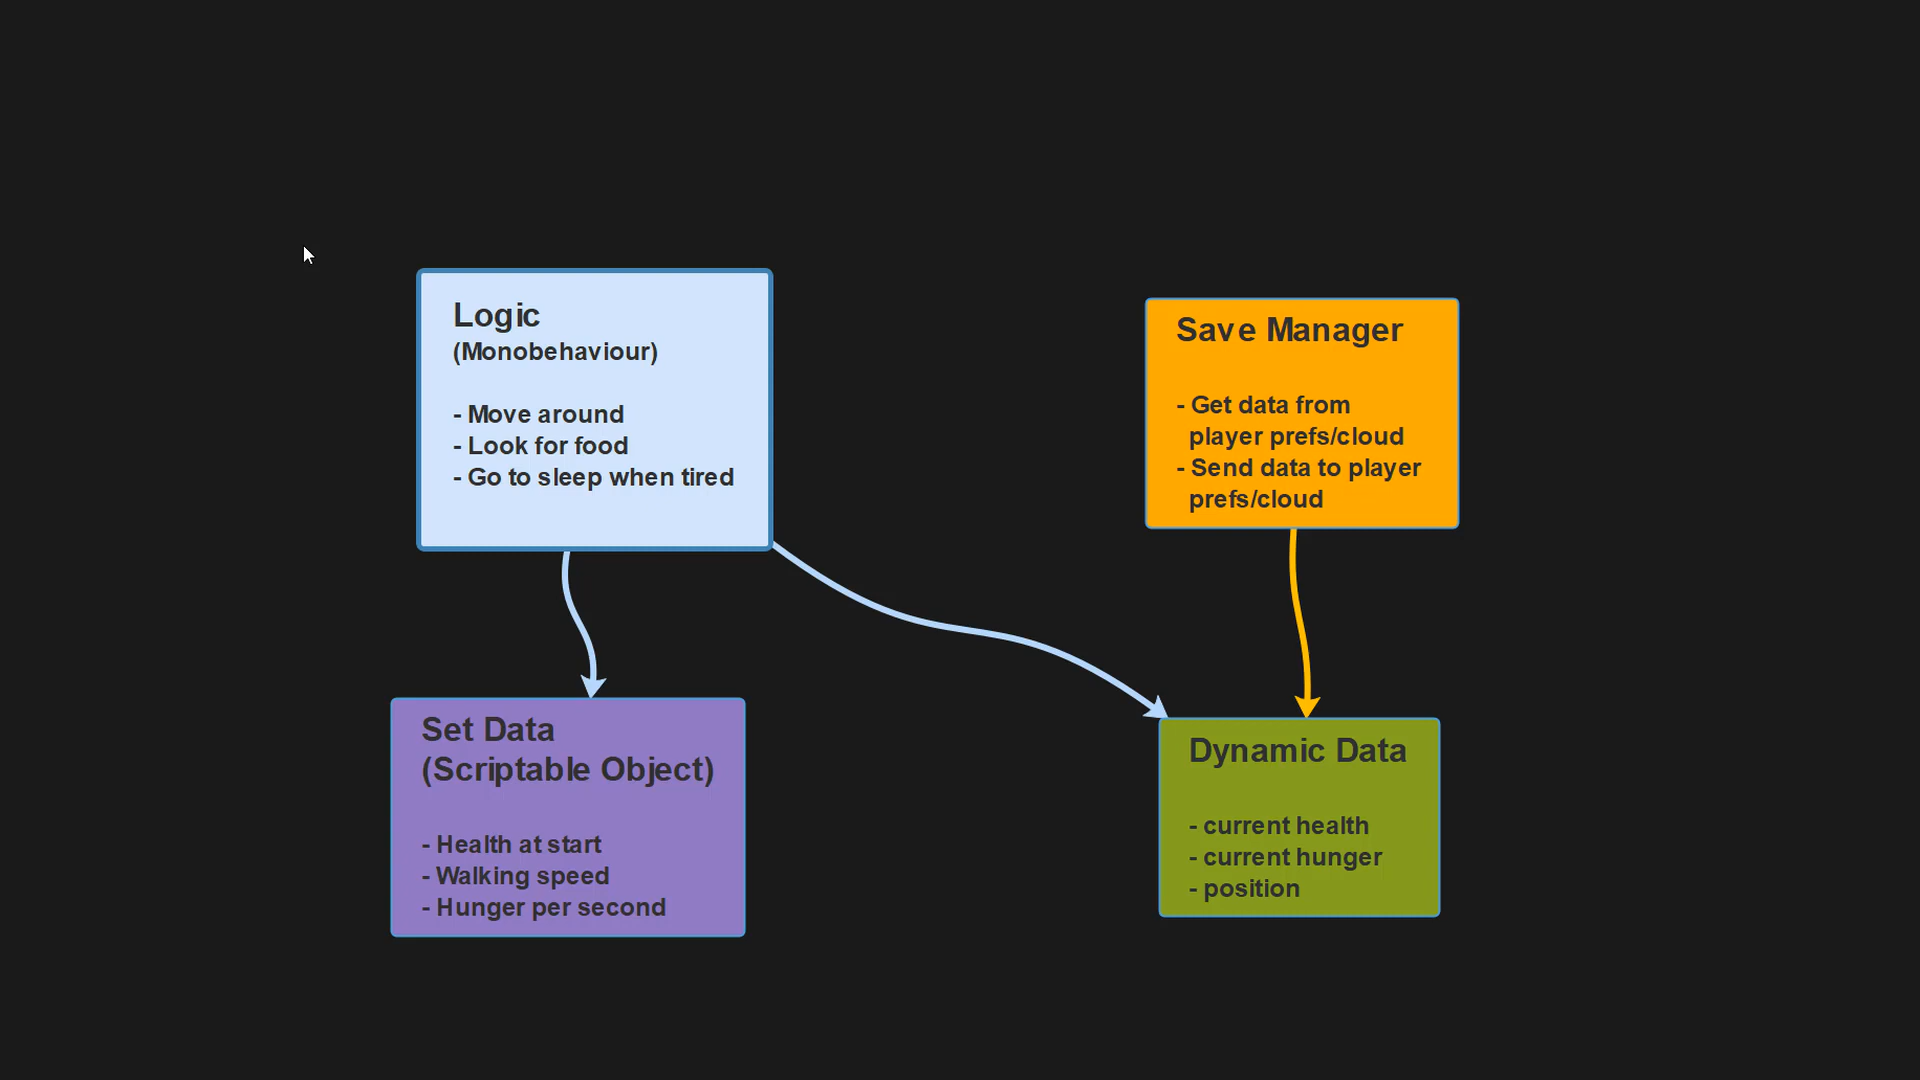 Logic
(Monobehaviour)
- Move around
- Look for food
- Go to sleep when tired
Save Manager
- Get data from
player prefs/cloud
- Send data to player
prefs/cloud
Set Data
(Scriptable Object)
- Health at start
- Walking speed
- Hunger per second
Dynamic Data
- current health
- current hunger
- position